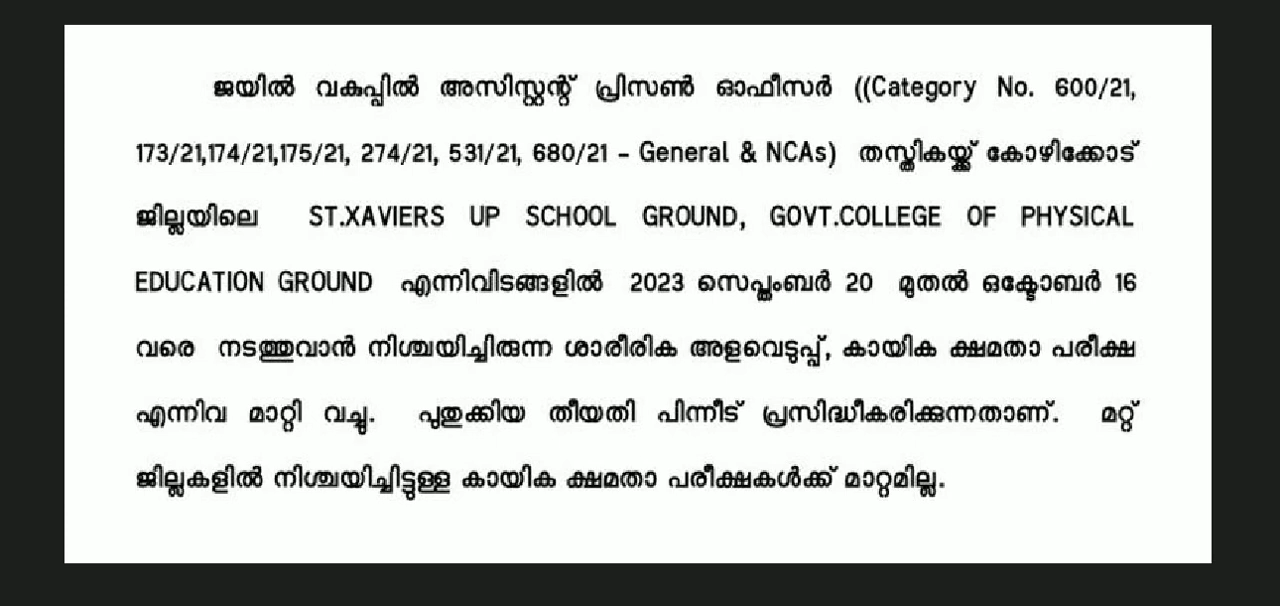 ജയിൽ വകുപ്പിൽ അസിസ്റ്റന്റ് പ്രിസൺ ഓഫീസർ ((Category No. 600/21,
173/21,174/21,175/21, 274/21, 531/21, 680/21 – General & NCAs) തസ്തികയ്ക്ക് കോഴിക്കോട്
ജില്ലയിലെ ST.XAVIERS UP SCHOOL GROUND, GOVT.COLLEGE OF PHYSICAL
EDUCATION GROUND എന്നിവിടങ്ങളിൽ 2023 സെപ്തംബർ 20 മുതൽ ഒക്ടോബർ 16
വരെ നടത്തുവാൻ നിശ്ചയിച്ചിരുന്ന ശാരീരിക അളവെടുപ്പ്, കായിക ക്ഷമതാ പരീക്ഷ
എന്നിവ മാറ്റി വച്ചു. പുതുക്കിയ തീയതി പിന്നീട് പ്രസിദ്ധീകരിക്കുന്നതാണ്. മറ്റ്
ജില്ലകളിൽ നിശ്ചയിച്ചിട്ടുള്ള കായിക ക്ഷമതാ പരീക്ഷകൾക്ക് മാറ്റമില്ല.